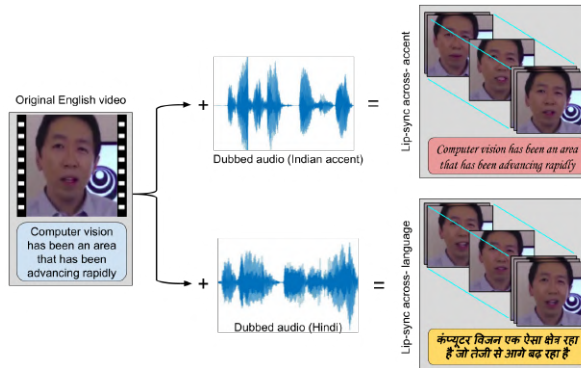 Original English video
Computer vision
has been an area
that has been
advancing rapidly
+
Dubbed audio (Indian accent)
=
Lip-sync across- accent
Computer vision has been an area
that has been advancing rapidly
+
Dubbed audio (Hindi)
=
Lip-sync across- language
कंप्यूटर विजन एक ऐसा क्षेत्र रहा
है जो तेजी से आगे बढ़ रहा है